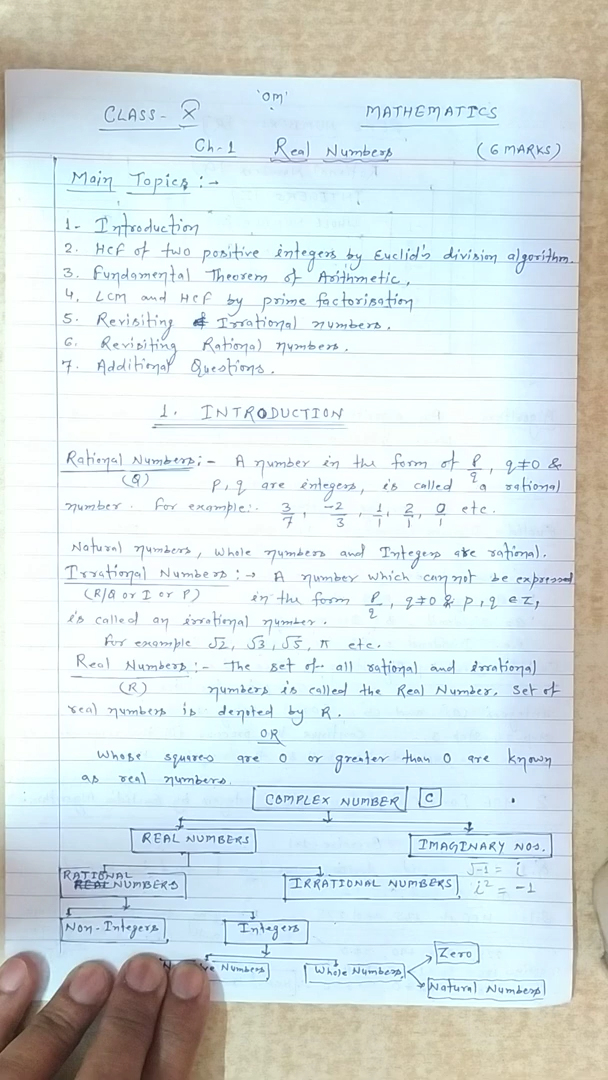 'OM'
CLASS- X MATHEMATICS
Ch-1 Real Numbers (6 MARKS)
Main Topics :→
1- Introduction
2. HCF of two positive integers by Euclid's division algorithm.
3. Fundamental Theorem of Arithmetic,
4, LCM and HCF by prime factorisation
5. Revisiting Irrational numbers.
6. Revisiting Rational numbers.
7. Additional Questions.
1. INTRODUCTION
Rational Numbers :- A number in the form of p/q, q≠0 &
(Q) p, q are integers, is called a rational
number. For example:. 3/7, -2/3, 1/1, 2/1, 0/1 etc.
Natural numbers, Whole numbers and Integers are rational.
Irrational Numbers :→ A number which can not be expressed
(R/Q or I or P) in the form p/q, q≠0 & p, q ∈ Z,
is called an irrational number.
For example √2, √3, √5, π etc.
Real Numbers :- The set of all rational and irrational
(R) numbers is called the Real Number. Set of
real numbers is denoted by R.
OR
Whose squares are 0 or greater than 0 are known
as real numbers.
COMPLEX NUMBER C
REAL NUMBERS IMAGINARY NOS.
√-1 = i
RATIONAL NUMBERS IRRATIONAL NUMBERS i² = -1
Non-Integers, Integers
Zero
Numbers Whole Numbers
Natural Numbers